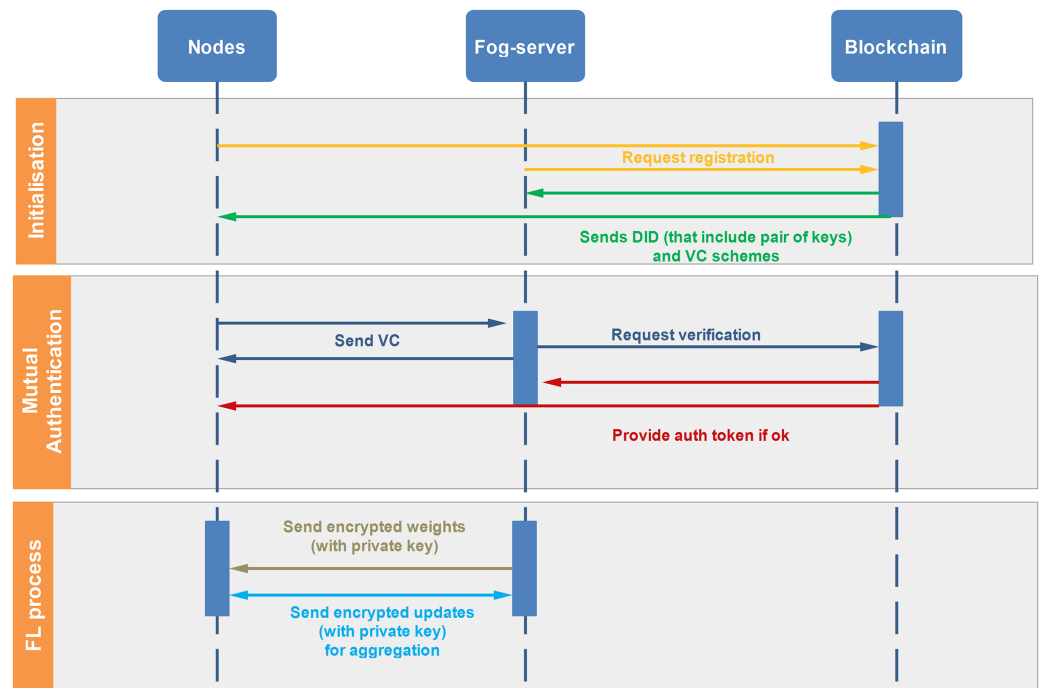 Nodes
Fog-server
Blockchain
Initialisation
Request registration
Sends DID (that include pair of keys)
and VC schemes
Mutual
Authentication
Send VC
Request verification
Provide auth token if ok
FL process
Send encrypted weights
(with private key)
Send encrypted updates
(with private key)
for aggregation